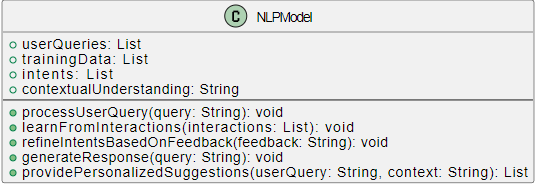 C NLPModel
userQueries: List
trainingData: List
intents: List
contextualUnderstanding: String
processUserQuery(query: String): void
learnFromInteractions(interactions: List): void
refineIntentsBasedOnFeedback(feedback: String): void
generateResponse(query: String): void
providePersonalizedSuggestions(userQuery: String, context: String): List